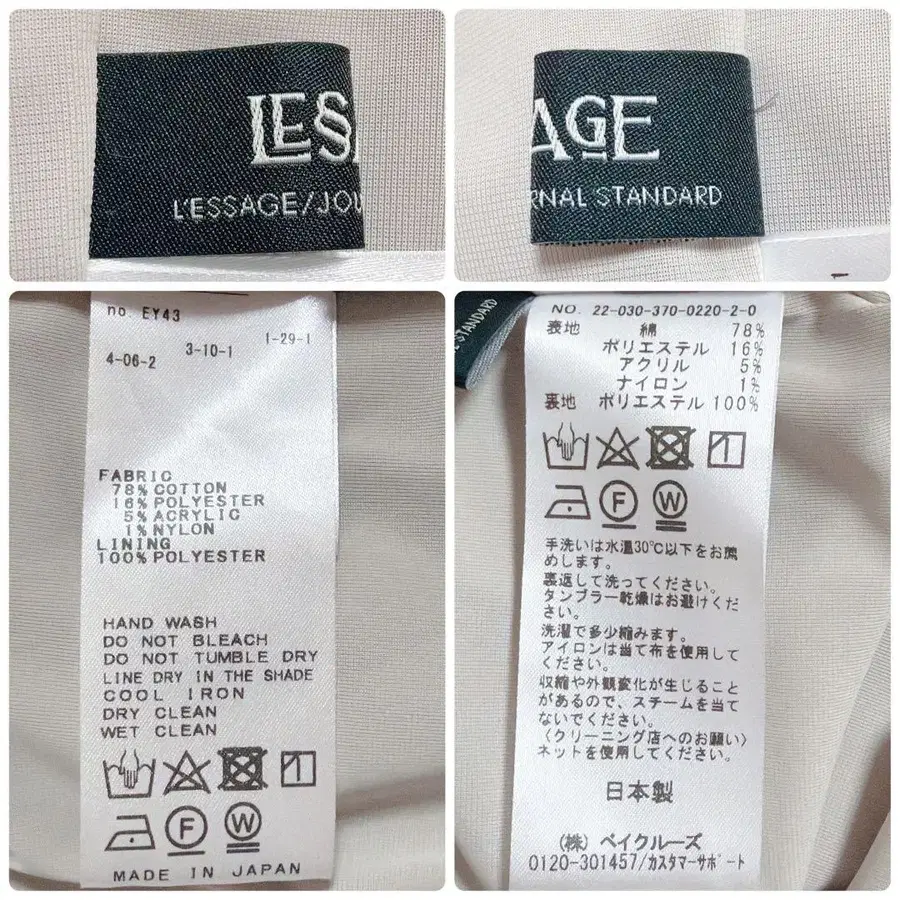 LESS
L'ESSAGE/JOU
AGE
RNAL STANDARD
no. EY43
4-06-2 3-10-1 1-29-1
FABRIC
78% COTTON
16% POLYESTER
5% ACRYLIC
1% NYLON
LINING
100% POLYESTER
HAND WASH
DO NOT BLEACH
DO NOT TUMBLE DRY
LINE DRY IN THE SHADE
COOL IRON
DRY CLEAN
WET CLEAN
F W
MADE IN JAPAN
STANDARD
NO. 22-030-370-0220-2-0
表地 綿 78%
ポリエステル 16%
アクリル 5%
ナイロン 1%
裏地 ポリエステル 100%
F W
手洗いは水温30℃以下をお薦
めします。
裏返して洗ってください。
タンブラー乾燥はお避けくだ
さい。
洗濯で多少縮みます。
アイロンは当て布を使用して
ください。
収縮や外観変化が生じること
があるので、スチームを当て
ないでください。
〈クリーニング店へのお願い〉
ネットを使用してください。
日本製
(株) ベイクルーズ
0120-301457/カスタマーサポート